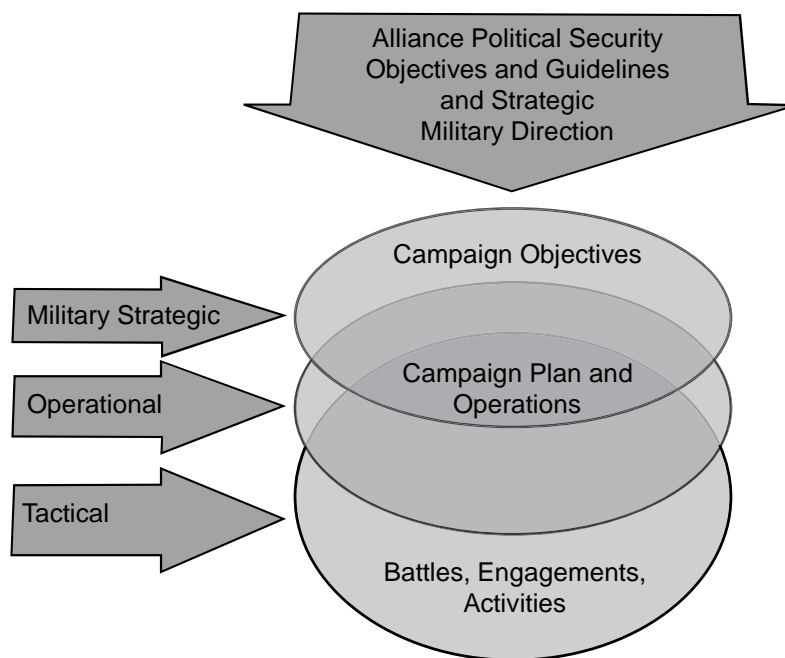 Alliance Political Security
Objectives and Guidelines
and Strategic
Military Direction
Campaign Objectives
Military Strategic
Campaign Plan and
Operations
Operational
Tactical
Battles, Engagements,
Activities